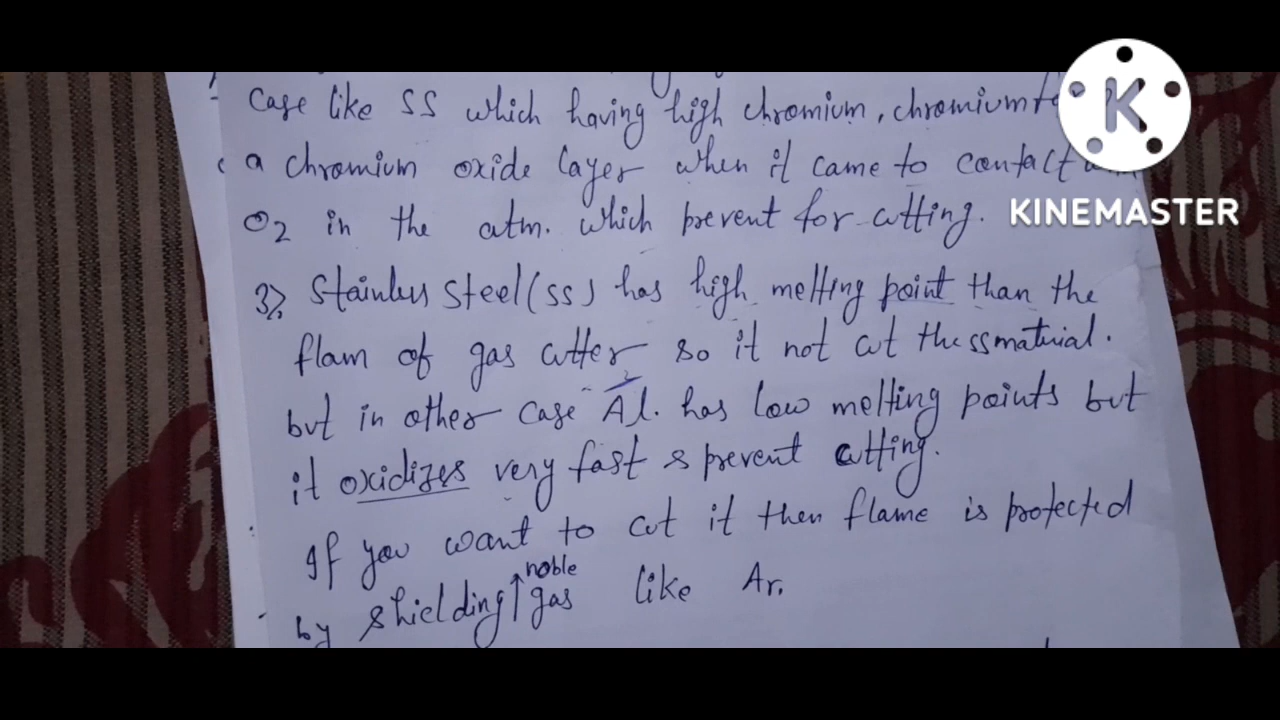 case like SS which having high chromium, chromium
a chromium oxide layer when it came to contact
O2 in the atm. which prevent for cutting.
KINEMASTER
3) Stainless steel (SS) has high melting point than the
flam of gas cutter so it not cut the ss material.
but in other case Al. has low melting points but
it oxidizes very fast & prevent cutting.
If you want to cut it then flame is protected
by shielding noble gas like Ar.